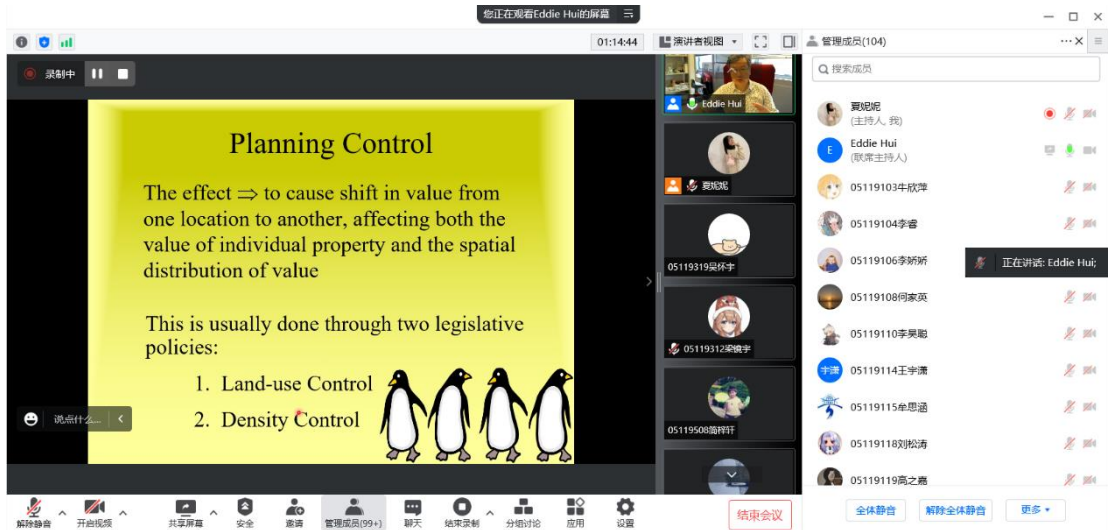 您正在观看Eddie Hui的屏幕
01:14:44
演讲者视图
管理成员(104)
录制中
搜索成员
Planning Control
The effect ⇒ to cause shift in value from
one location to another, affecting both the
value of individual property and the spatial
distribution of value
This is usually done through two legislative
policies:
1. Land-use Control
2. Density Control
说点什么...
Eddie Hui
夏妮妮
05119319吴怀宇
05119312梁镜宇
夏妮妮
(主持人, 我)
E
Eddie Hui
(联席主持人)
05119103牛欣萍
05119104李睿
05119106李娇娇
正在讲话: Eddie Hui;
05119108何家英
05119110李昊聪
宇潇
05119114王宇潇
05119115牟思涵
05119118刘松涛
05119119高之嘉
解除静音
开启视频
共享屏幕
安全
邀请
管理成员(99+)
聊天
结束录制
分组讨论
应用
设置
结束会议
全体静音
解除全体静音
更多